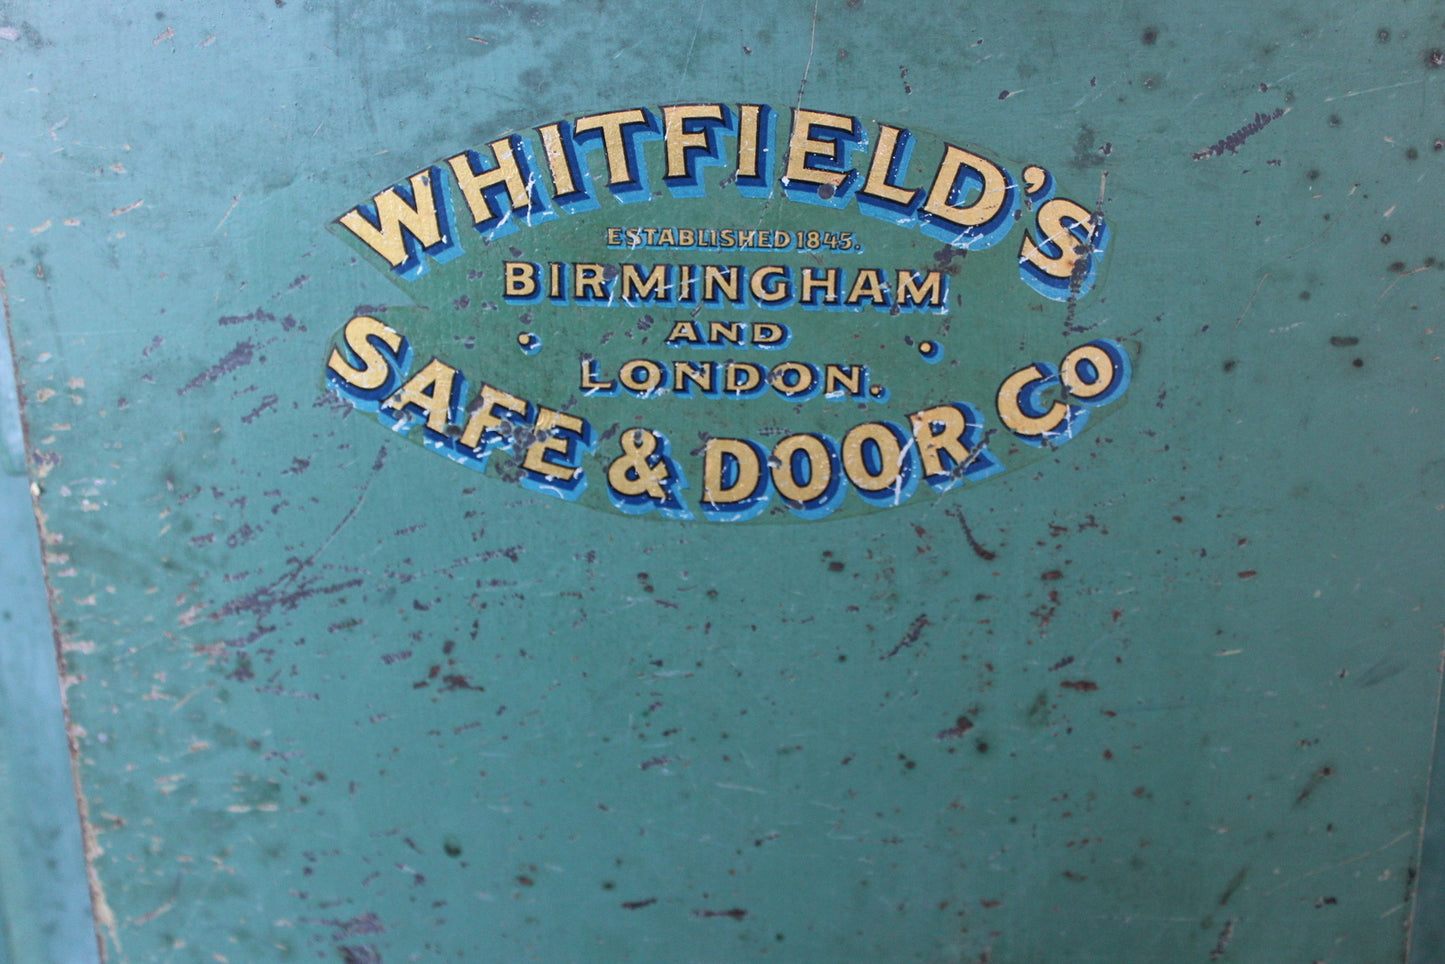 WHITFIELD'S
ESTABLISHED 1845.
BIRMINGHAM
AND
LONDON.
SAFE & DOOR CO